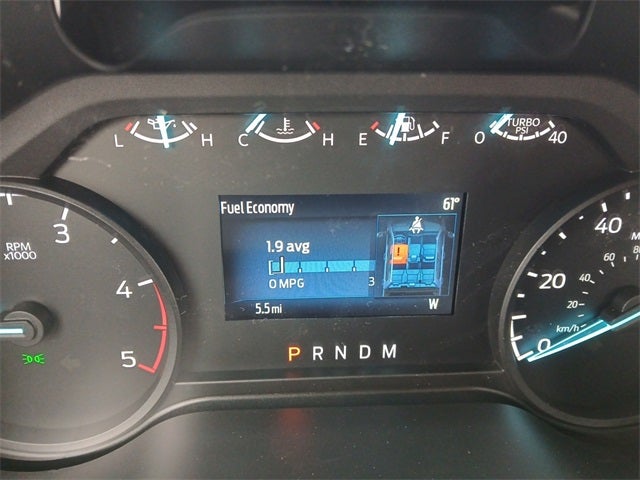 L H C H E F 0 TURBO PSI 40
Fuel Economy 61°
1.9 avg
0 MPG 3
5.5 mi W
P R N D M
RPM
x1000
3
4
5
40
20
0
60
40
20
km/h